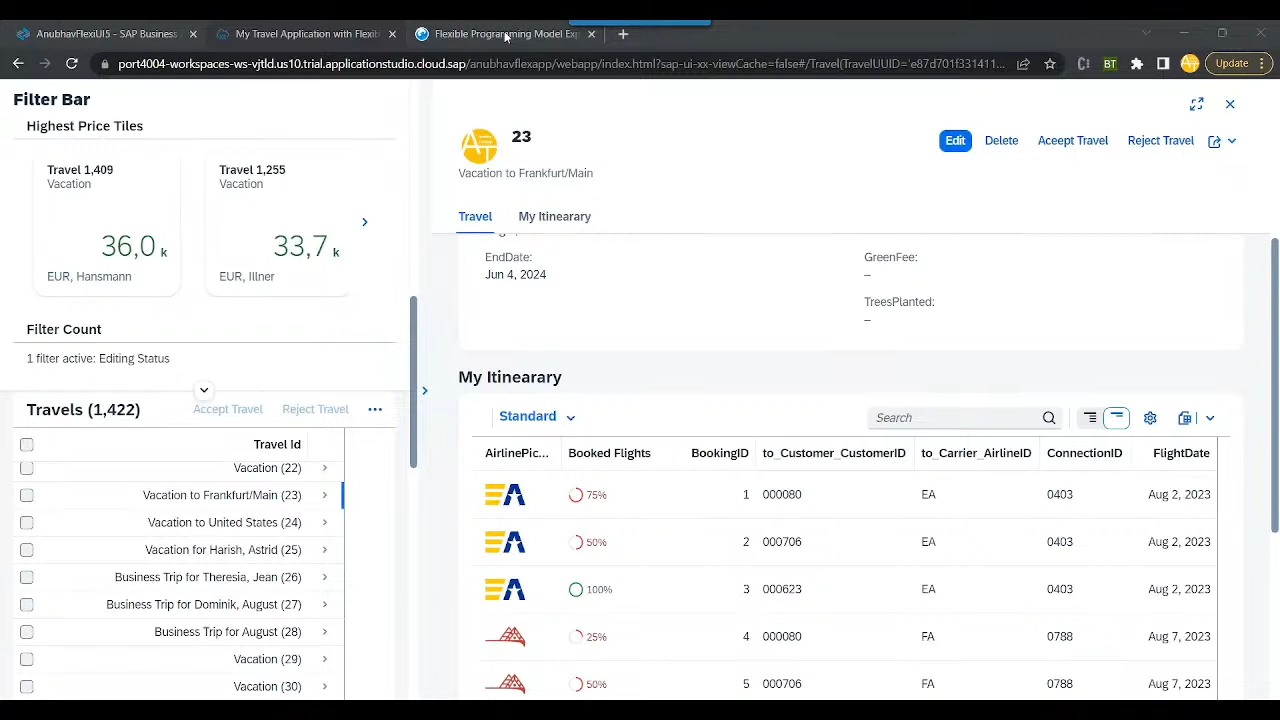 AnubhavFlexiUI5 - SAP Business
My Travel Application with Flexib
Flexible Programming Model Exp
port4004-workspaces-ws-vjtld.us10.trial.applicationstudio.cloud.sap/anubhavflexapp/webapp/index.html?sap-ui-xx-viewCache=false#/Travel(TravelUUID='e87d701f331411...
BT
Update
Filter Bar
Highest Price Tiles
Travel 1,409
Vacation
36,0 k
EUR, Hansmann
Travel 1,255
Vacation
33,7 k
EUR, Illner
Filter Count
1 filter active: Editing Status
Travels (1,422)
Accept Travel
Reject Travel
Travel Id
Vacation (22)
Vacation to Frankfurt/Main (23)
Vacation to United States (24)
Vacation for Harish, Astrid (25)
Business Trip for Theresia, Jean (26)
Business Trip for Dominik, August (27)
Business Trip for August (28)
Vacation (29)
Vacation (30)
23
Vacation to Frankfurt/Main
Edit
Delete
Aceept Travel
Reject Travel
Travel
My Itinearary
EndDate:
Jun 4, 2024
GreenFee:
–
TreesPlanted:
–
My Itinearary
Standard
Search
AirlinePic... Booked Flights BookingID to_Customer_CustomerID to_Carrier_AirlineID ConnectionID FlightDate
EA 75% 1 000080 EA 0403 Aug 2, 2023
EA 50% 2 000706 EA 0403 Aug 2, 2023
EA 100% 3 000623 EA 0403 Aug 2, 2023
25% 4 000080 FA 0788 Aug 7, 2023
50% 5 000706 FA 0788 Aug 7, 2023